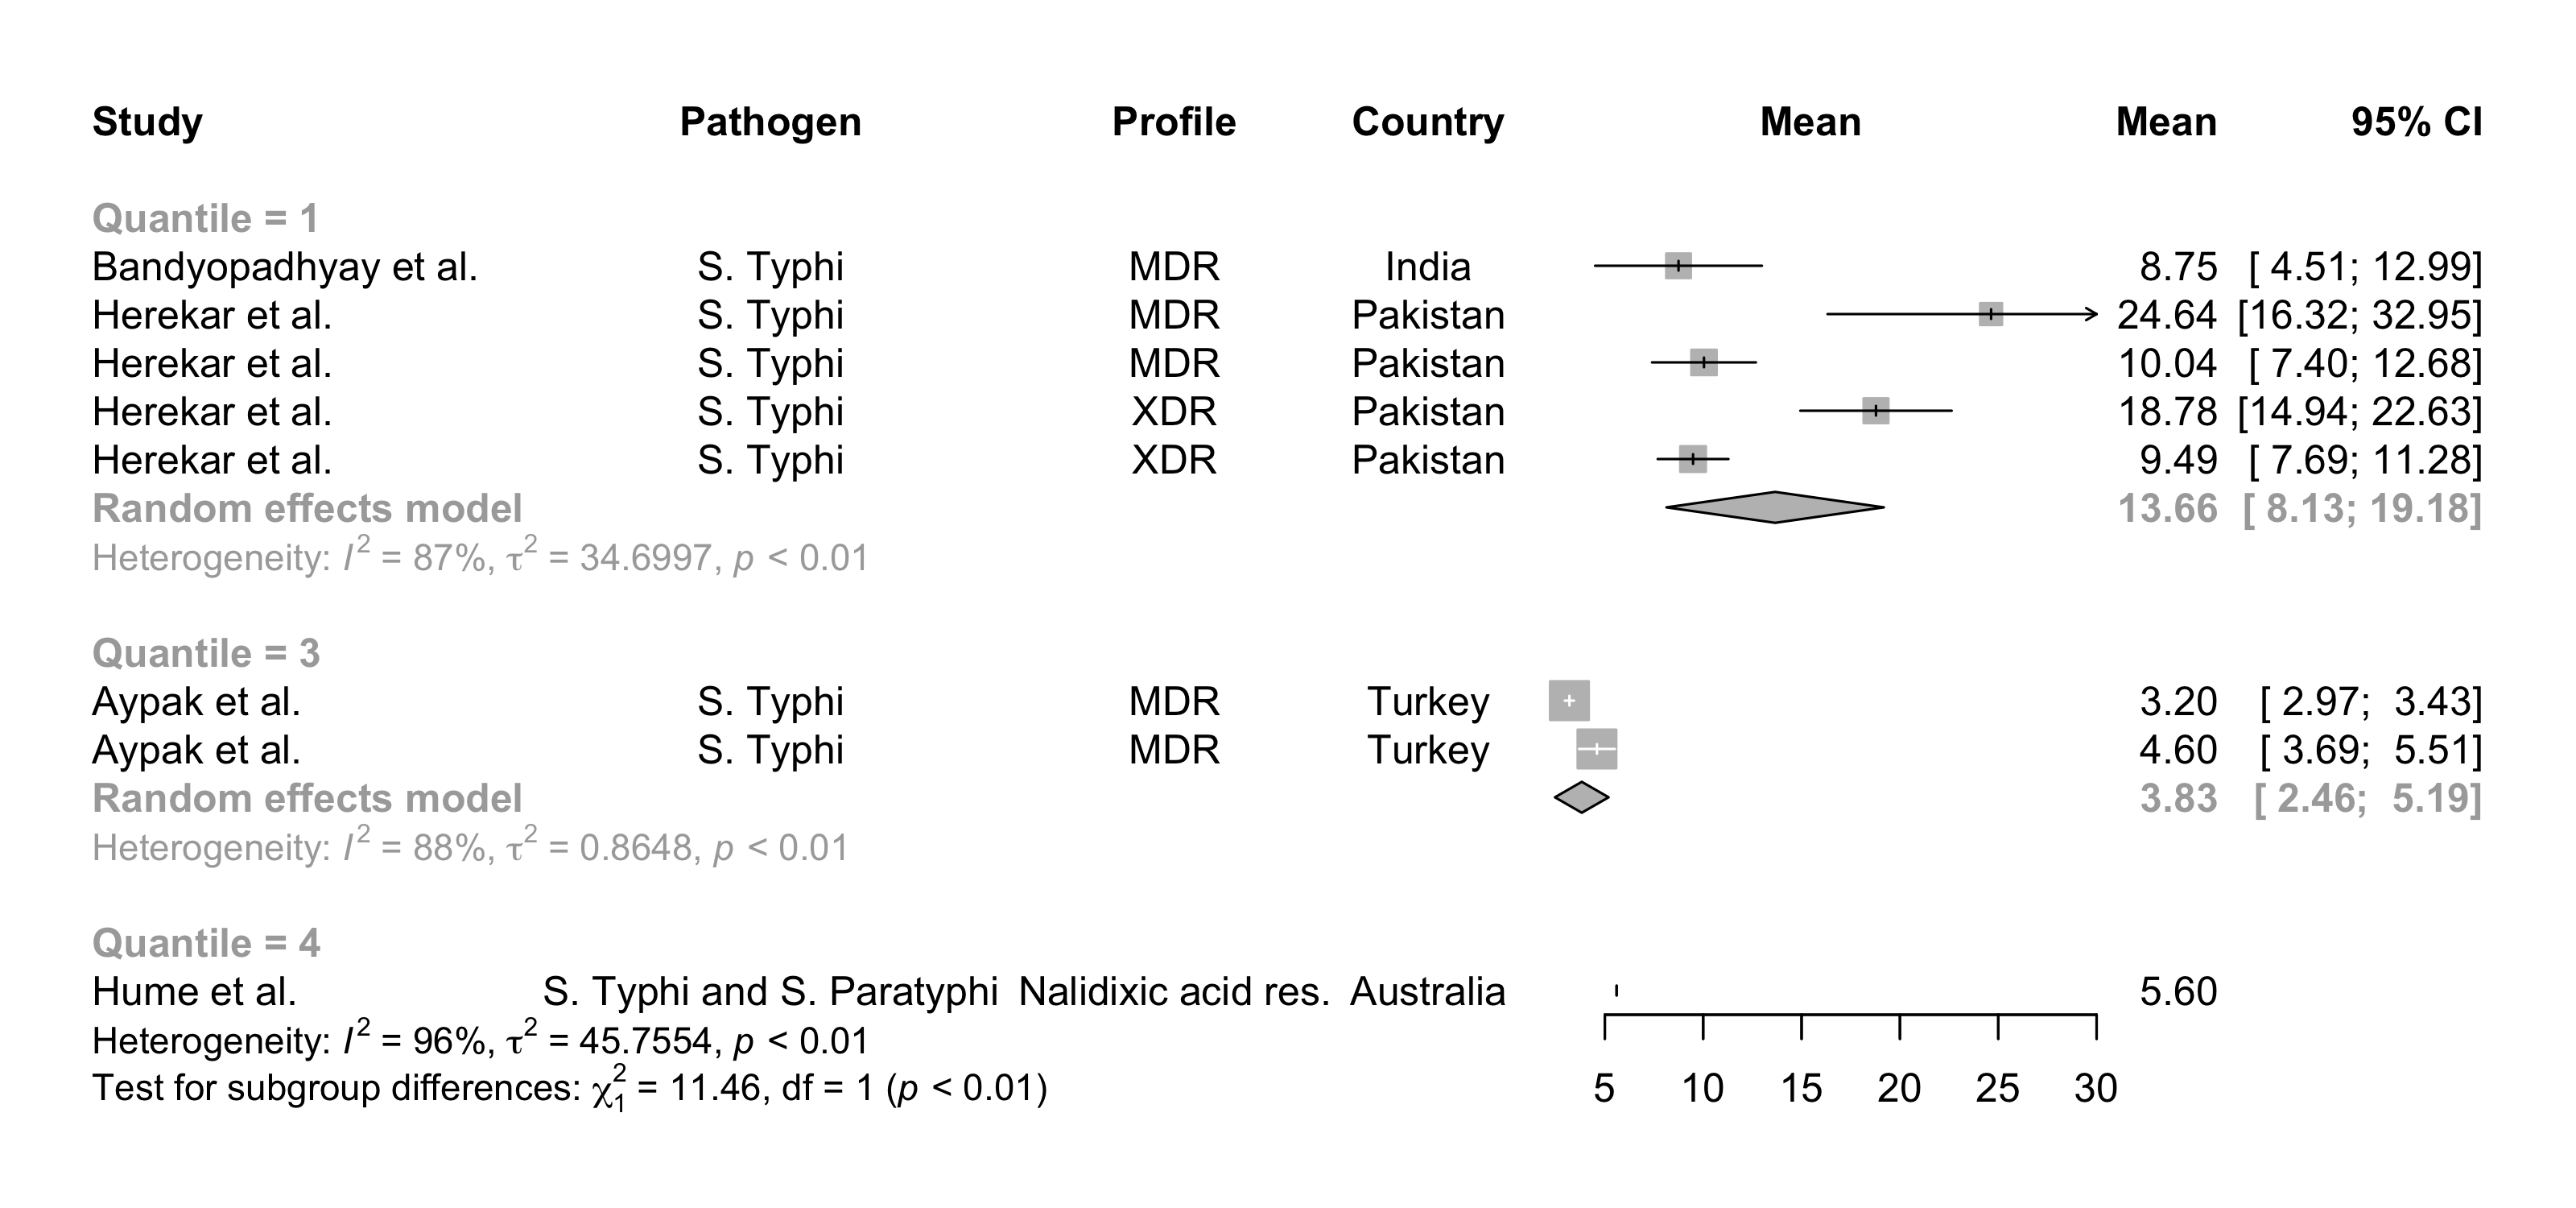 Study Pathogen Profile Country Mean Mean 95% CI
Quantile = 1
Bandyopadhyay et al. S. Typhi MDR India 8.75 [ 4.51; 12.99]
Herekar et al. S. Typhi MDR Pakistan 24.64 [16.32; 32.95]
Herekar et al. S. Typhi MDR Pakistan 10.04 [ 7.40; 12.68]
Herekar et al. S. Typhi XDR Pakistan 18.78 [14.94; 22.63]
Herekar et al. S. Typhi XDR Pakistan 9.49 [ 7.69; 11.28]
Random effects model 13.66 [ 8.13; 19.18]
Heterogeneity: I² = 87%, τ² = 34.6997, p < 0.01
Quantile = 3
Aypak et al. S. Typhi MDR Turkey 3.20 [ 2.97; 3.43]
Aypak et al. S. Typhi MDR Turkey 4.60 [ 3.69; 5.51]
Random effects model 3.83 [ 2.46; 5.19]
Heterogeneity: I² = 88%, τ² = 0.8648, p < 0.01
Quantile = 4
Hume et al. S. Typhi and S. Paratyphi Nalidixic acid res. Australia 5.60
Heterogeneity: I² = 96%, τ² = 45.7554, p < 0.01
Test for subgroup differences: χ²₁ = 11.46, df = 1 (p < 0.01)
5 10 15 20 25 30